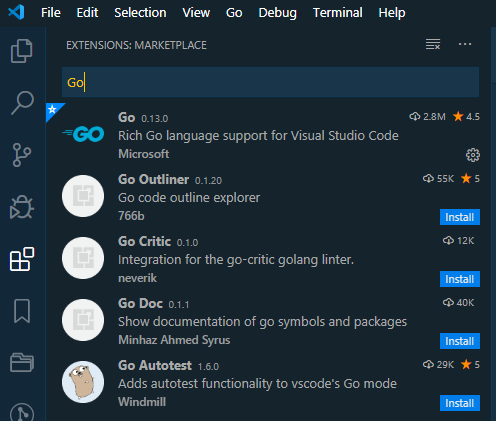 File Edit Selection View Go Debug Terminal Help
EXTENSIONS: MARKETPLACE
Go
GO
Go 0.13.0 2.8M 4.5
Rich Go language support for Visual Studio Code
Microsoft
Go Outliner 0.1.20 55K 5
Go code outline explorer
766b Install
Go Critic 0.1.0 12K
Integration for the go-critic golang linter.
neverik Install
Go Doc 0.1.1 40K
Show documentation of go symbols and packages
Minhaz Ahmed Syrus Install
Go Autotest 1.6.0 29K 5
Adds autotest functionality to vscode's Go mode
Windmill Install